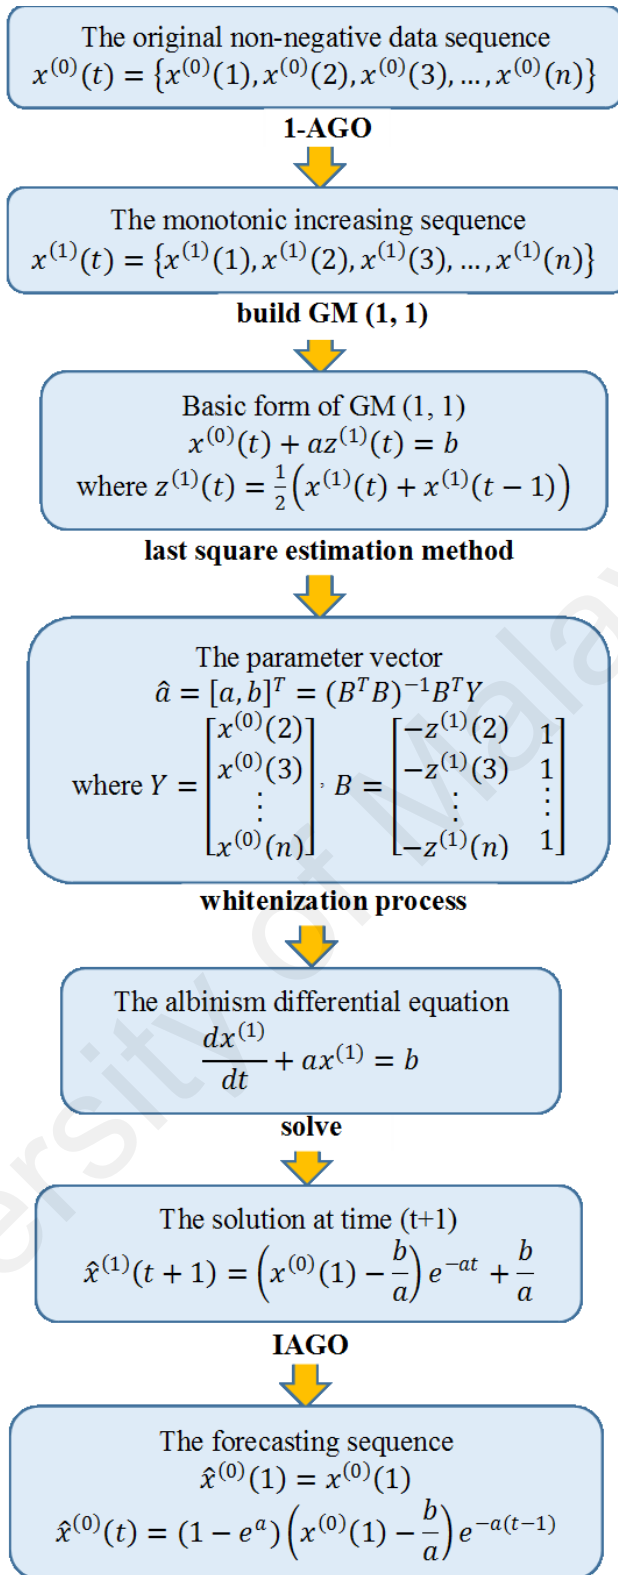 The original non-negative data sequence
x^(0)(t) = {x^(0)(1), x^(0)(2), x^(0)(3), ..., x^(0)(n)}
1-AGO
The monotonic increasing sequence
x^(1)(t) = {x^(1)(1), x^(1)(2), x^(1)(3), ..., x^(1)(n)}
build GM (1, 1)
Basic form of GM (1, 1)
x^(0)(t) + az^(1)(t) = b
where z^(1)(t) = 1/2 (x^(1)(t) + x^(1)(t − 1))
last square estimation method
The parameter vector
â = [a, b]^T = (B^T B)^−1 B^T Y
where Y = [x^(0)(2) x^(0)(3) ⋮ x^(0)(n)], B = [−z^(1)(2) 1 −z^(1)(3) 1 ⋮ ⋮ −z^(1)(n) 1]
whitenization process
The albinism differential equation
dx^(1)/dt + ax^(1) = b
solve
The solution at time (t+1)
x̂^(1)(t + 1) = (x^(0)(1) − b/a) e^−at + b/a
IAGO
The forecasting sequence
x̂^(0)(1) = x^(0)(1)
x̂^(0)(t) = (1 − e^a) (x^(0)(1) − b/a) e^−a(t−1)
ersity of Malay